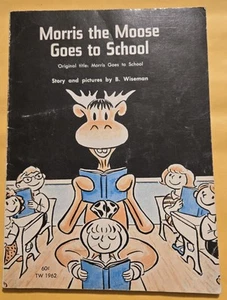 Morris the Moose
Goes to School
Original title: Morris Goes to School
Story and pictures by B. Wiseman
60¢
TW 1962